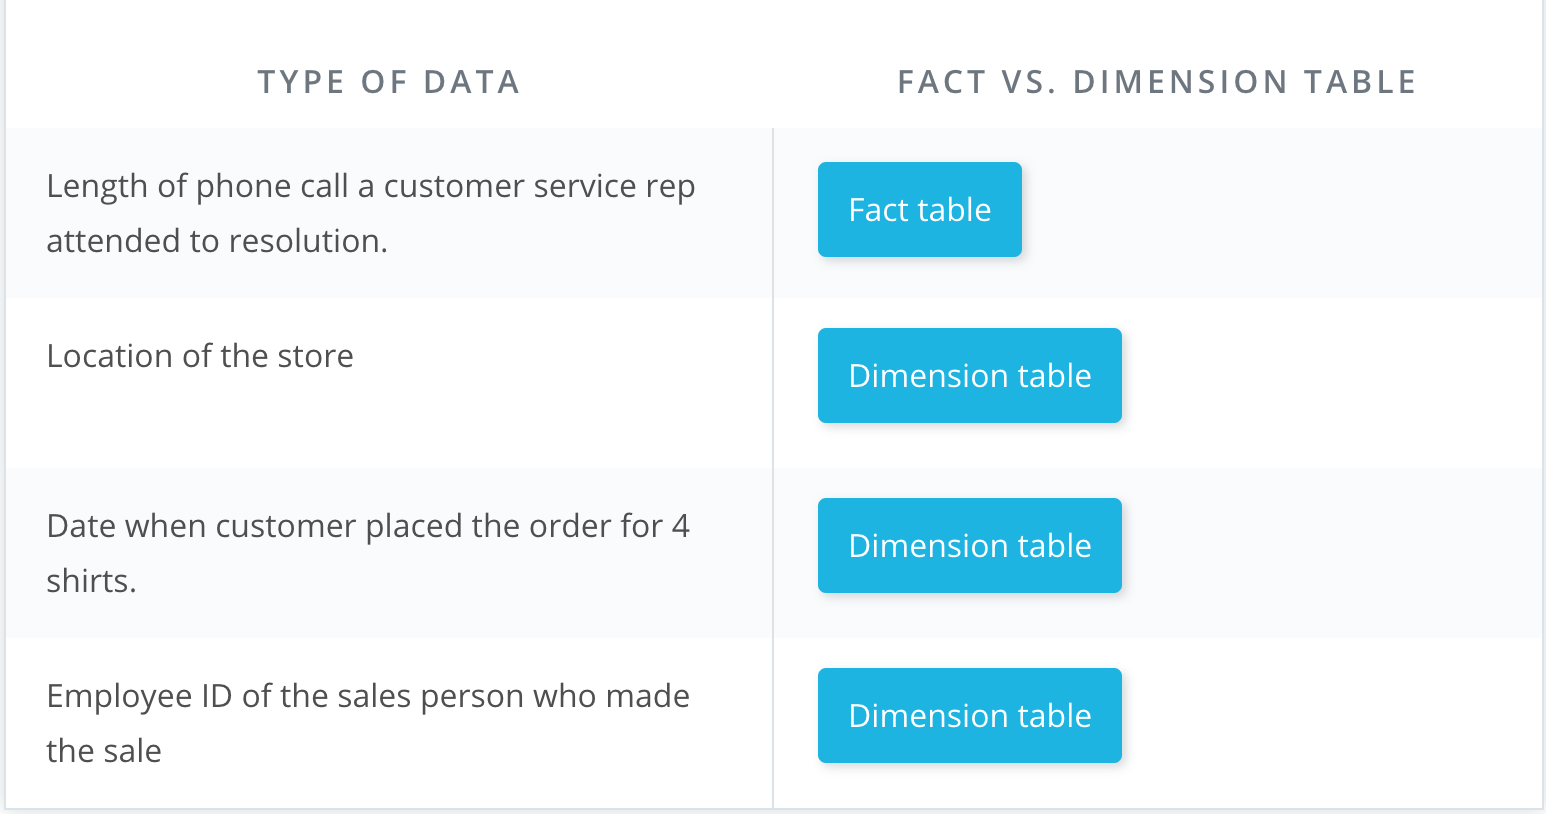 TYPE OF DATA
FACT VS. DIMENSION TABLE
Length of phone call a customer service rep
attended to resolution.
Fact table
Location of the store
Dimension table
Date when customer placed the order for 4
shirts.
Dimension table
Employee ID of the sales person who made
the sale
Dimension table